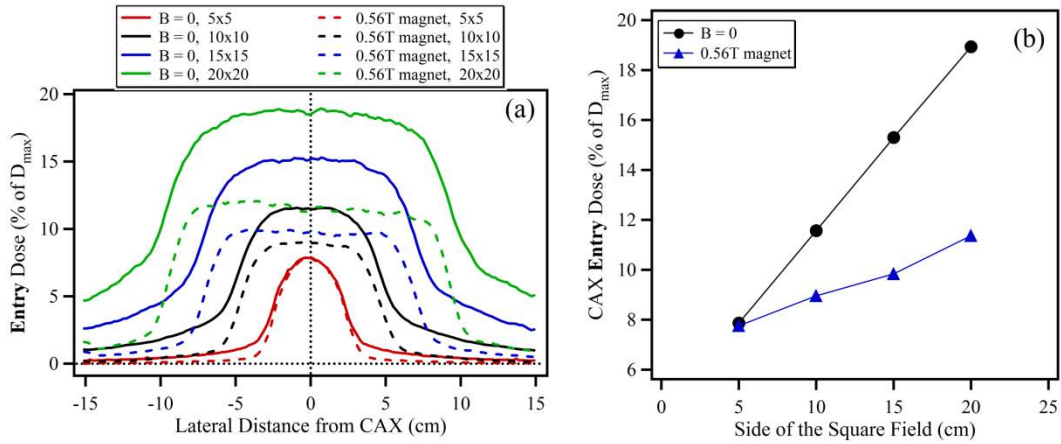 B = 0, 5x5
B = 0, 10x10
B = 0, 15x15
B = 0, 20x20
0.56T magnet, 5x5
0.56T magnet, 10x10
0.56T magnet, 15x15
0.56T magnet, 20x20
(a)
Entry Dose (% of Dmax)
20
15
10
5
0
-15 -10 -5 0 5 10 15
Lateral Distance from CAX (cm)
(b)
B = 0
0.56T magnet
CAX Entry Dose (% of Dmax)
20
18
16
14
12
10
8
6
0 5 10 15 20 25
Side of the Square Field (cm)